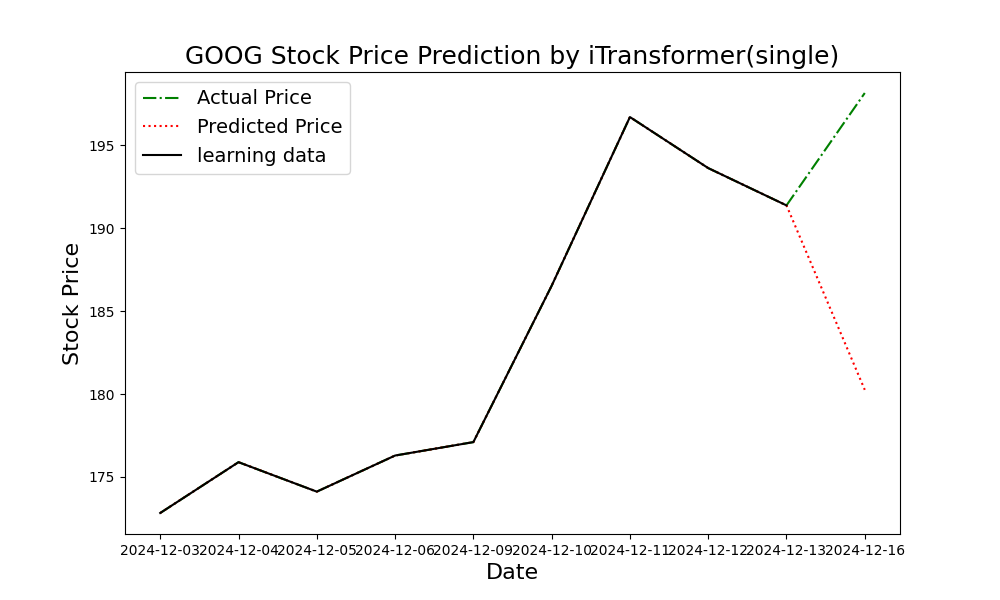 GOOG Stock Price Prediction by iTransformer(single)
Actual Price
Predicted Price
learning data
195
190
185
180
175
Stock Price
2024-12-03 2024-12-04 2024-12-05 2024-12-06 2024-12-09 2024-12-10 2024-12-11 2024-12-12 2024-12-13 2024-12-16
Date